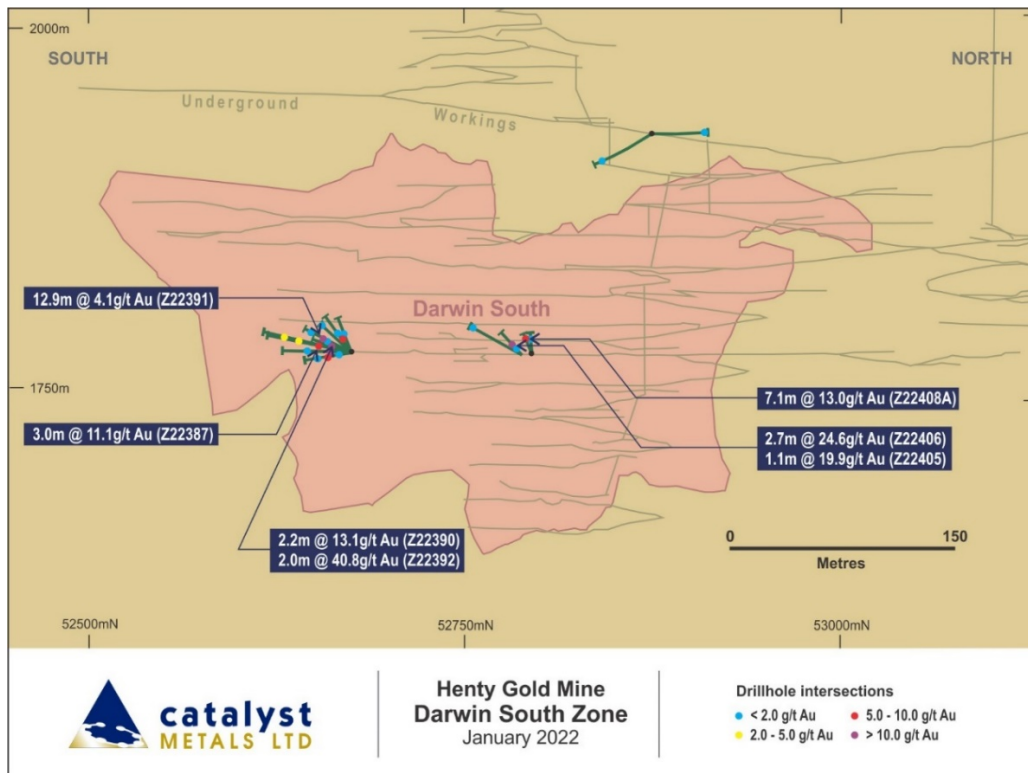 2000m
SOUTH
NORTH
Underground
Workings
12.9m @ 4.1g/t Au (Z22391)
Darwin South
1750m
7.1m @ 13.0g/t Au (Z22408A)
3.0m @ 11.1g/t Au (Z22387)
2.7m @ 24.6g/t Au (Z22406)
1.1m @ 19.9g/t Au (Z22405)
2.2m @ 13.1g/t Au (Z22390)
2.0m @ 40.8g/t Au (Z22392)
0 150
Metres
52500mN 52750mN 53000mN
catalyst
METALS LTD
Henty Gold Mine
Darwin South Zone
January 2022
Drillhole intersections
< 2.0 g/t Au 5.0 - 10.0 g/t Au
2.0 - 5.0 g/t Au > 10.0 g/t Au